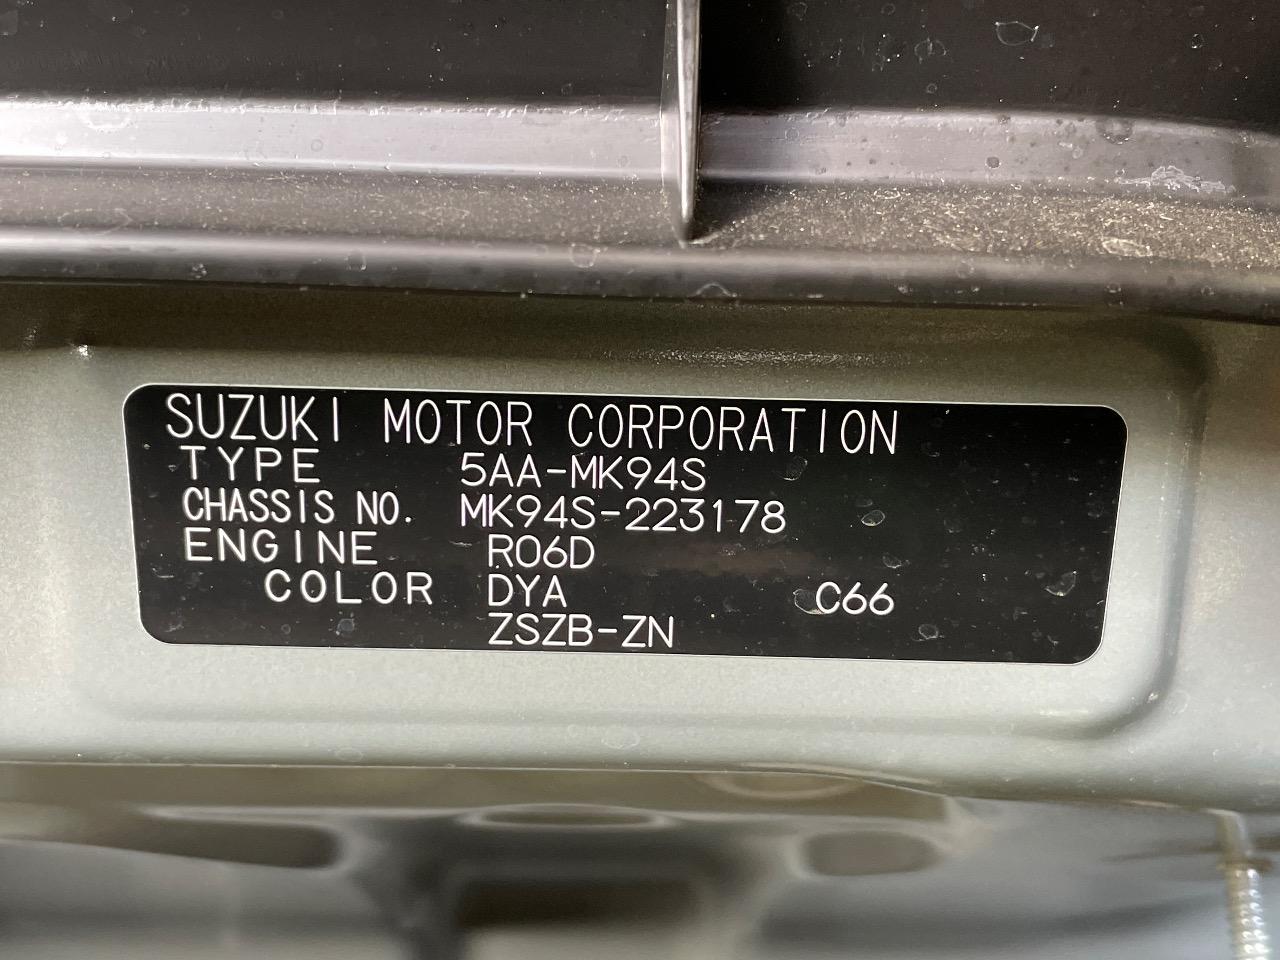 SUZUKI MOTOR CORPORATION
TYPE 5AA-MK94S
CHASSIS NO. MK94S-223178
ENGINE R06D
COLOR DYA C66
ZSZB-ZN